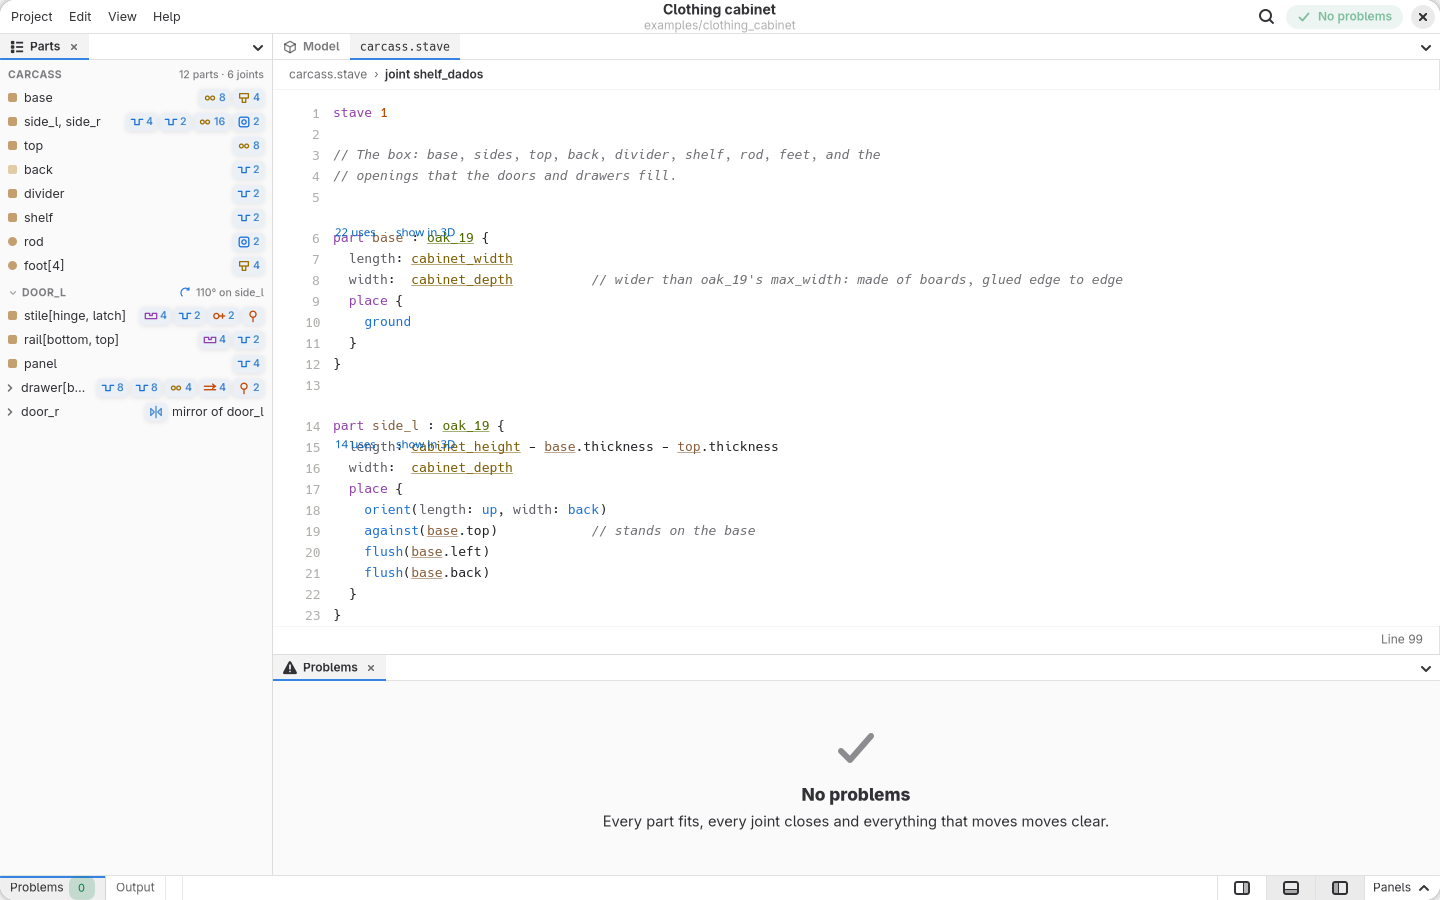 Project Edit View Help
Clothing cabinet
examples/clothing_cabinet
No problems
Parts
Model carcass.stave
CARCASS 12 parts · 6 joints
base 8 4
side_l, side_r 4 2 16 2
top 8
back 2
divider 2
shelf 2
rod 2
foot[4] 4
DOOR_L 110° on side_l
stile[hinge, latch] 4 2 2
rail[bottom, top] 4 2
panel 4
drawer[b... 8 8 4 4 2
door_r mirror of door_l
carcass.stave › joint shelf_dados
1 stave 1
2
3 // The box: base, sides, top, back, divider, shelf, rod, feet, and the
4 // openings that the doors and drawers fill.
5
22 uses show in 3D
6 part base : oak_19 {
7 length: cabinet_width
8 width: cabinet_depth // wider than oak_19's max_width: made of boards, glued edge to edge
9 place {
10 ground
11 }
12 }
13
14 part side_l : oak_19 {
14 uses show in 3D
15 length: cabinet_height - base.thickness - top.thickness
16 width: cabinet_depth
17 place {
18 orient(length: up, width: back)
19 against(base.top) // stands on the base
20 flush(base.left)
21 flush(base.back)
22 }
23 }
Line 99
Problems
No problems
Every part fits, every joint closes and everything that moves moves clear.
Problems 0 Output Panels